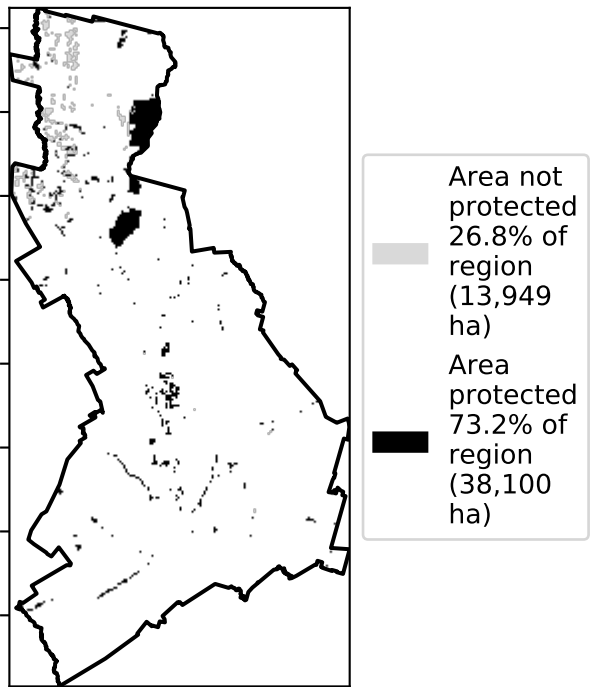 Area not
protected
26.8% of
region
(13,949
ha)
Area
protected
73.2% of
region
(38,100
ha)